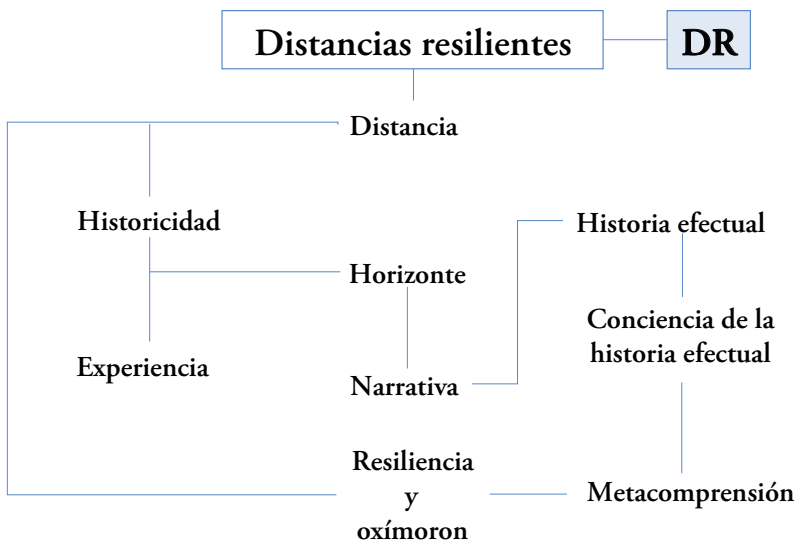 Distancias resilientes
DR
Distancia
Historicidad
Historia efectual
Horizonte
Conciencia de la
historia efectual
Experiencia
Narrativa
Resiliencia
y
oxímoron
Metacomprensión